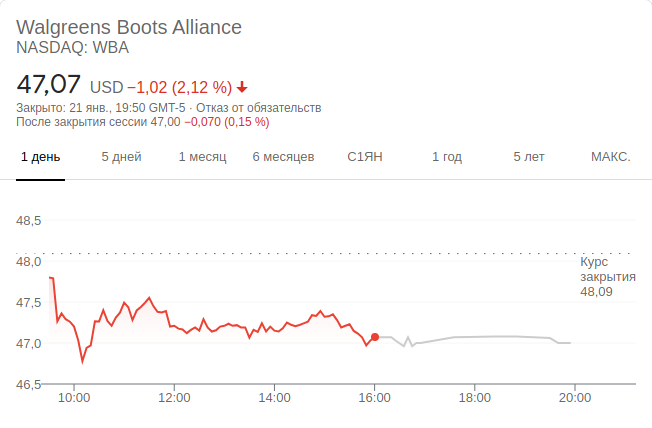 Walgreens Boots Alliance
NASDAQ: WBA
47,07 USD −1,02 (2,12 %)
Закрыто: 21 янв., 19:50 GMT-5 · Отказ от обязательств
После закрытия сессии 47,00 −0,070 (0,15 %)
1 день 5 дней 1 месяц 6 месяцев С1ЯН 1 год 5 лет МАКС.
48,5
48,0
Курс
закрытия
48,09
47,5
47,0
46,5
10:00 12:00 14:00 16:00 18:00 20:00